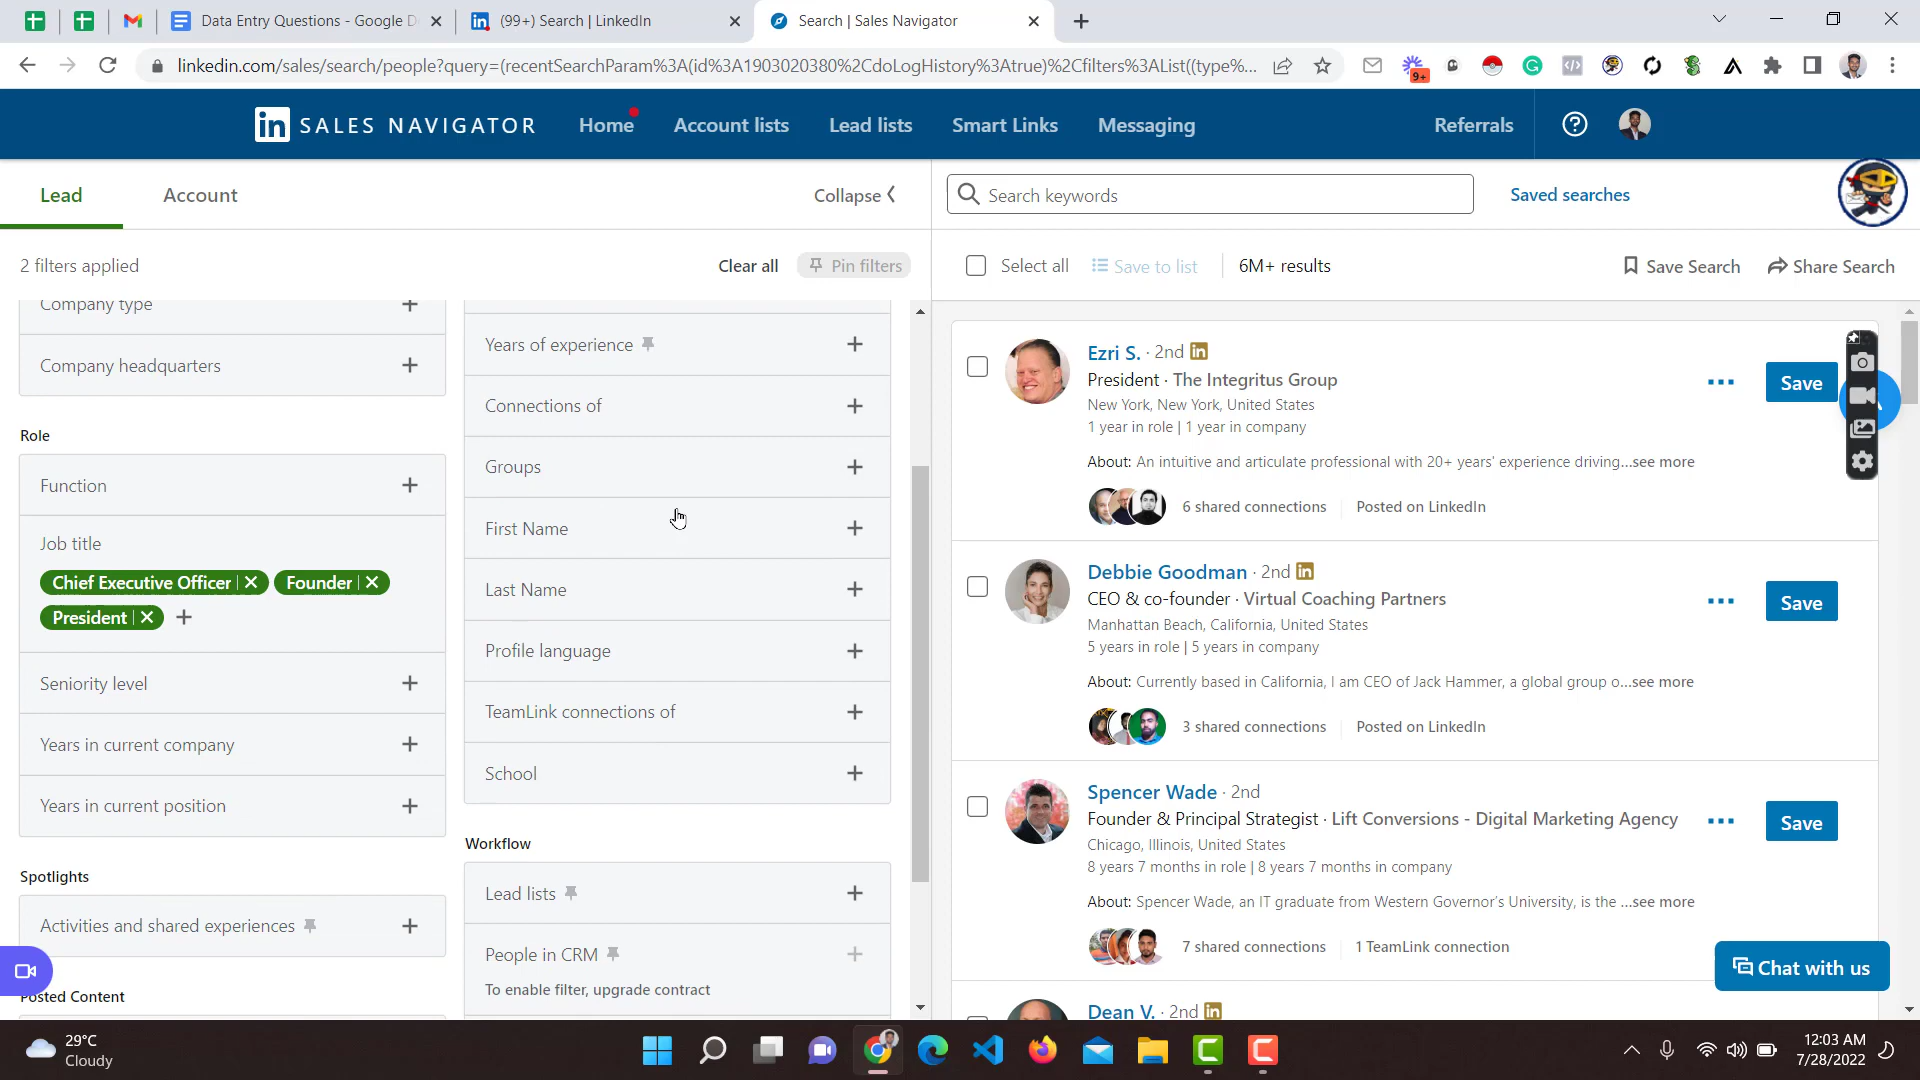 Data Entry Questions - Google D
(99+) Search | LinkedIn
Search | Sales Navigator
linkedin.com/sales/search/people?query=(recentSearchParam%3A(id%3A1903020380%2CdoLogHistory%3Atrue)%2Cfilters%3AList((type%...
9+
in SALES NAVIGATOR
Home
Account lists
Lead lists
Smart Links
Messaging
Referrals
Lead
Account
Collapse
Search keywords
Saved searches
2 filters applied
Clear all
Pin filters
Select all
Save to list
6M+ results
Save Search
Share Search
Company type
Company headquarters
Role
Function
Job title
Chief Executive Officer
Founder
President
Seniority level
Years in current company
Years in current position
Spotlights
Activities and shared experiences
Posted Content
Years of experience
Connections of
Groups
First Name
Last Name
Profile language
TeamLink connections of
School
Workflow
Lead lists
People in CRM
To enable filter, upgrade contract
Ezri S. · 2nd
President · The Integritus Group
New York, New York, United States
1 year in role | 1 year in company
About: An intuitive and articulate professional with 20+ years' experience driving...see more
6 shared connections
Posted on LinkedIn
Save
Debbie Goodman · 2nd
CEO & co-founder · Virtual Coaching Partners
Manhattan Beach, California, United States
5 years in role | 5 years in company
About: Currently based in California, I am CEO of Jack Hammer, a global group o...see more
3 shared connections
Posted on LinkedIn
Save
Spencer Wade · 2nd
Founder & Principal Strategist · Lift Conversions - Digital Marketing Agency
Chicago, Illinois, United States
8 years 7 months in role | 8 years 7 months in company
About: Spencer Wade, an IT graduate from Western Governor's University, is the ...see more
7 shared connections
1 TeamLink connection
Save
Dean V. · 2nd
Chat with us
29°C
Cloudy
12:03 AM
7/28/2022